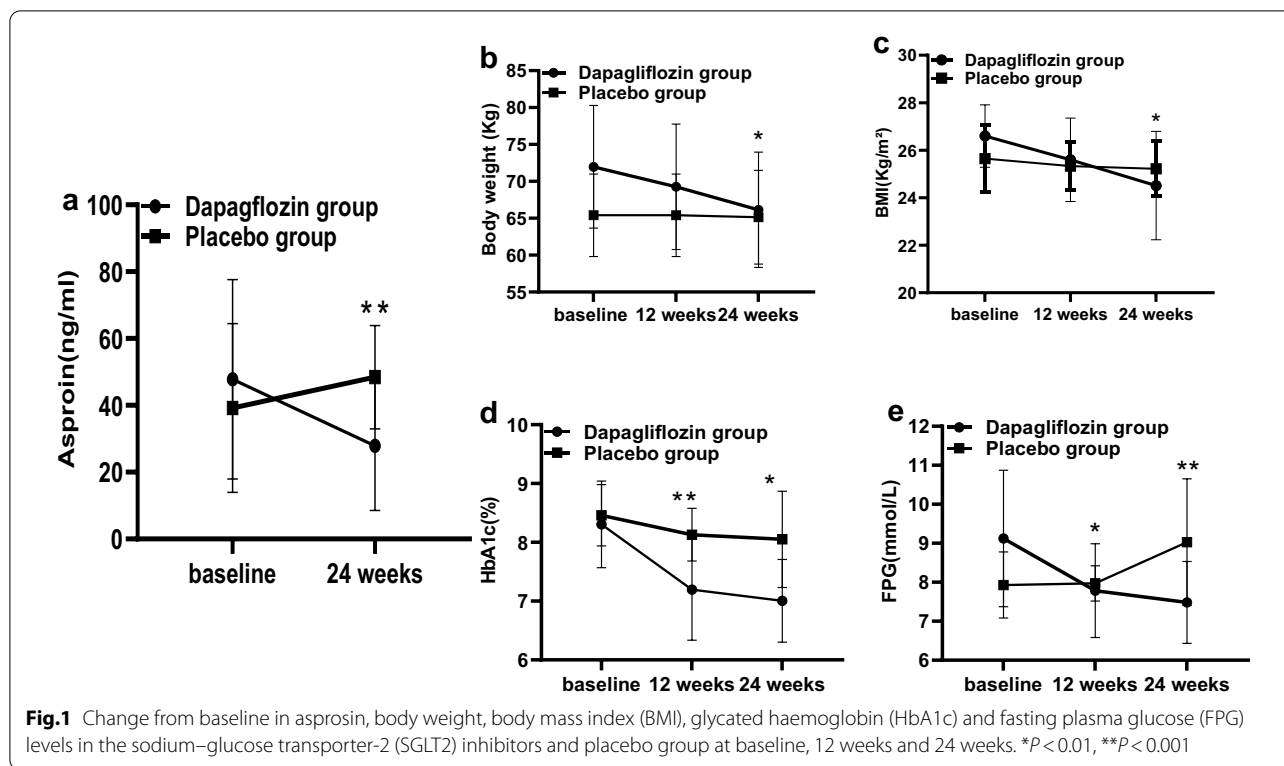 a
100
80
60
40
20
0
Asproin(ng/ml)
Dapagflozin group
Placebo group
**
baseline 24 weeks
b
85
80
75
70
65
60
55
Body weight (Kg)
Dapagliflozin group
Placebo group
*
baseline 12 weeks 24 weeks
c
30
28
26
24
22
20
BMI(Kg/m²)
Dapagliflozin group
Placebo group
*
baseline 12 weeks 24 weeks
d
10
9
8
7
6
HbA1c(%)
Dapagliflozin group
Placebo group
** *
baseline 12 weeks 24 weeks
e
12
11
10
9
8
7
6
FPG(mmol/L)
Dapagliflozin group
Placebo group
* **
baseline 12 weeks 24 weeks
Fig.1 Change from baseline in asprosin, body weight, body mass index (BMI), glycated haemoglobin (HbA1c) and fasting plasma glucose (FPG)
levels in the sodium–glucose transporter-2 (SGLT2) inhibitors and placebo group at baseline, 12 weeks and 24 weeks. *P < 0.01, **P < 0.001